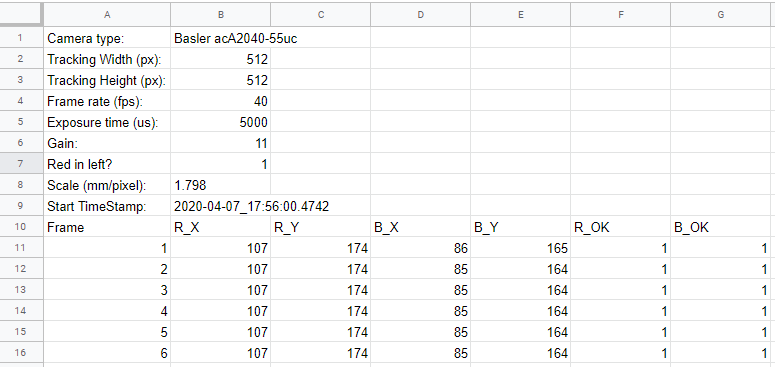 A B C D E F G
1 Camera type: Basler acA2040-55uc
2 Tracking Width (px): 512
3 Tracking Height (px): 512
4 Frame rate (fps): 40
5 Exposure time (us): 5000
6 Gain: 11
7 Red in left? 1
8 Scale (mm/pixel): 1.798
9 Start TimeStamp: 2020-04-07_17:56:00.4742
10 Frame R_X R_Y B_X B_Y R_OK B_OK
11 1 107 174 86 165 1 1
12 2 107 174 85 164 1 1
13 3 107 174 85 164 1 1
14 4 107 174 85 164 1 1
15 5 107 174 85 164 1 1
16 6 107 174 85 164 1 1